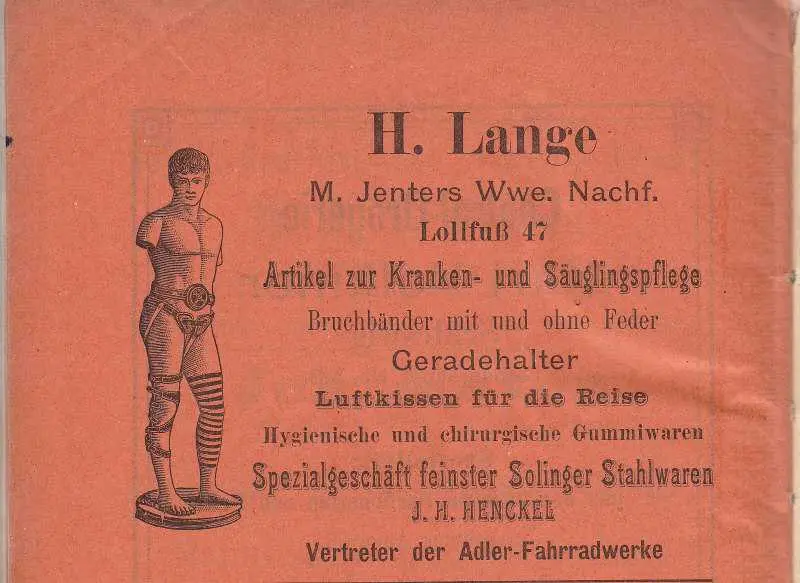 H. Lange
M. Jenters Wwe. Nachf.
Lollfuß 47
Artikel zur Kranken- und Säuglingspflege
Bruchbänder mit und ohne Feder
Geradehalter
Luftkissen für die Reise
Hygienische und chirurgische Gummiwaren
Spezialgeschäft feinster Solinger Stahlwaren
J. H. HENCKEL
Vertreter der Adler-Fahrradwerke